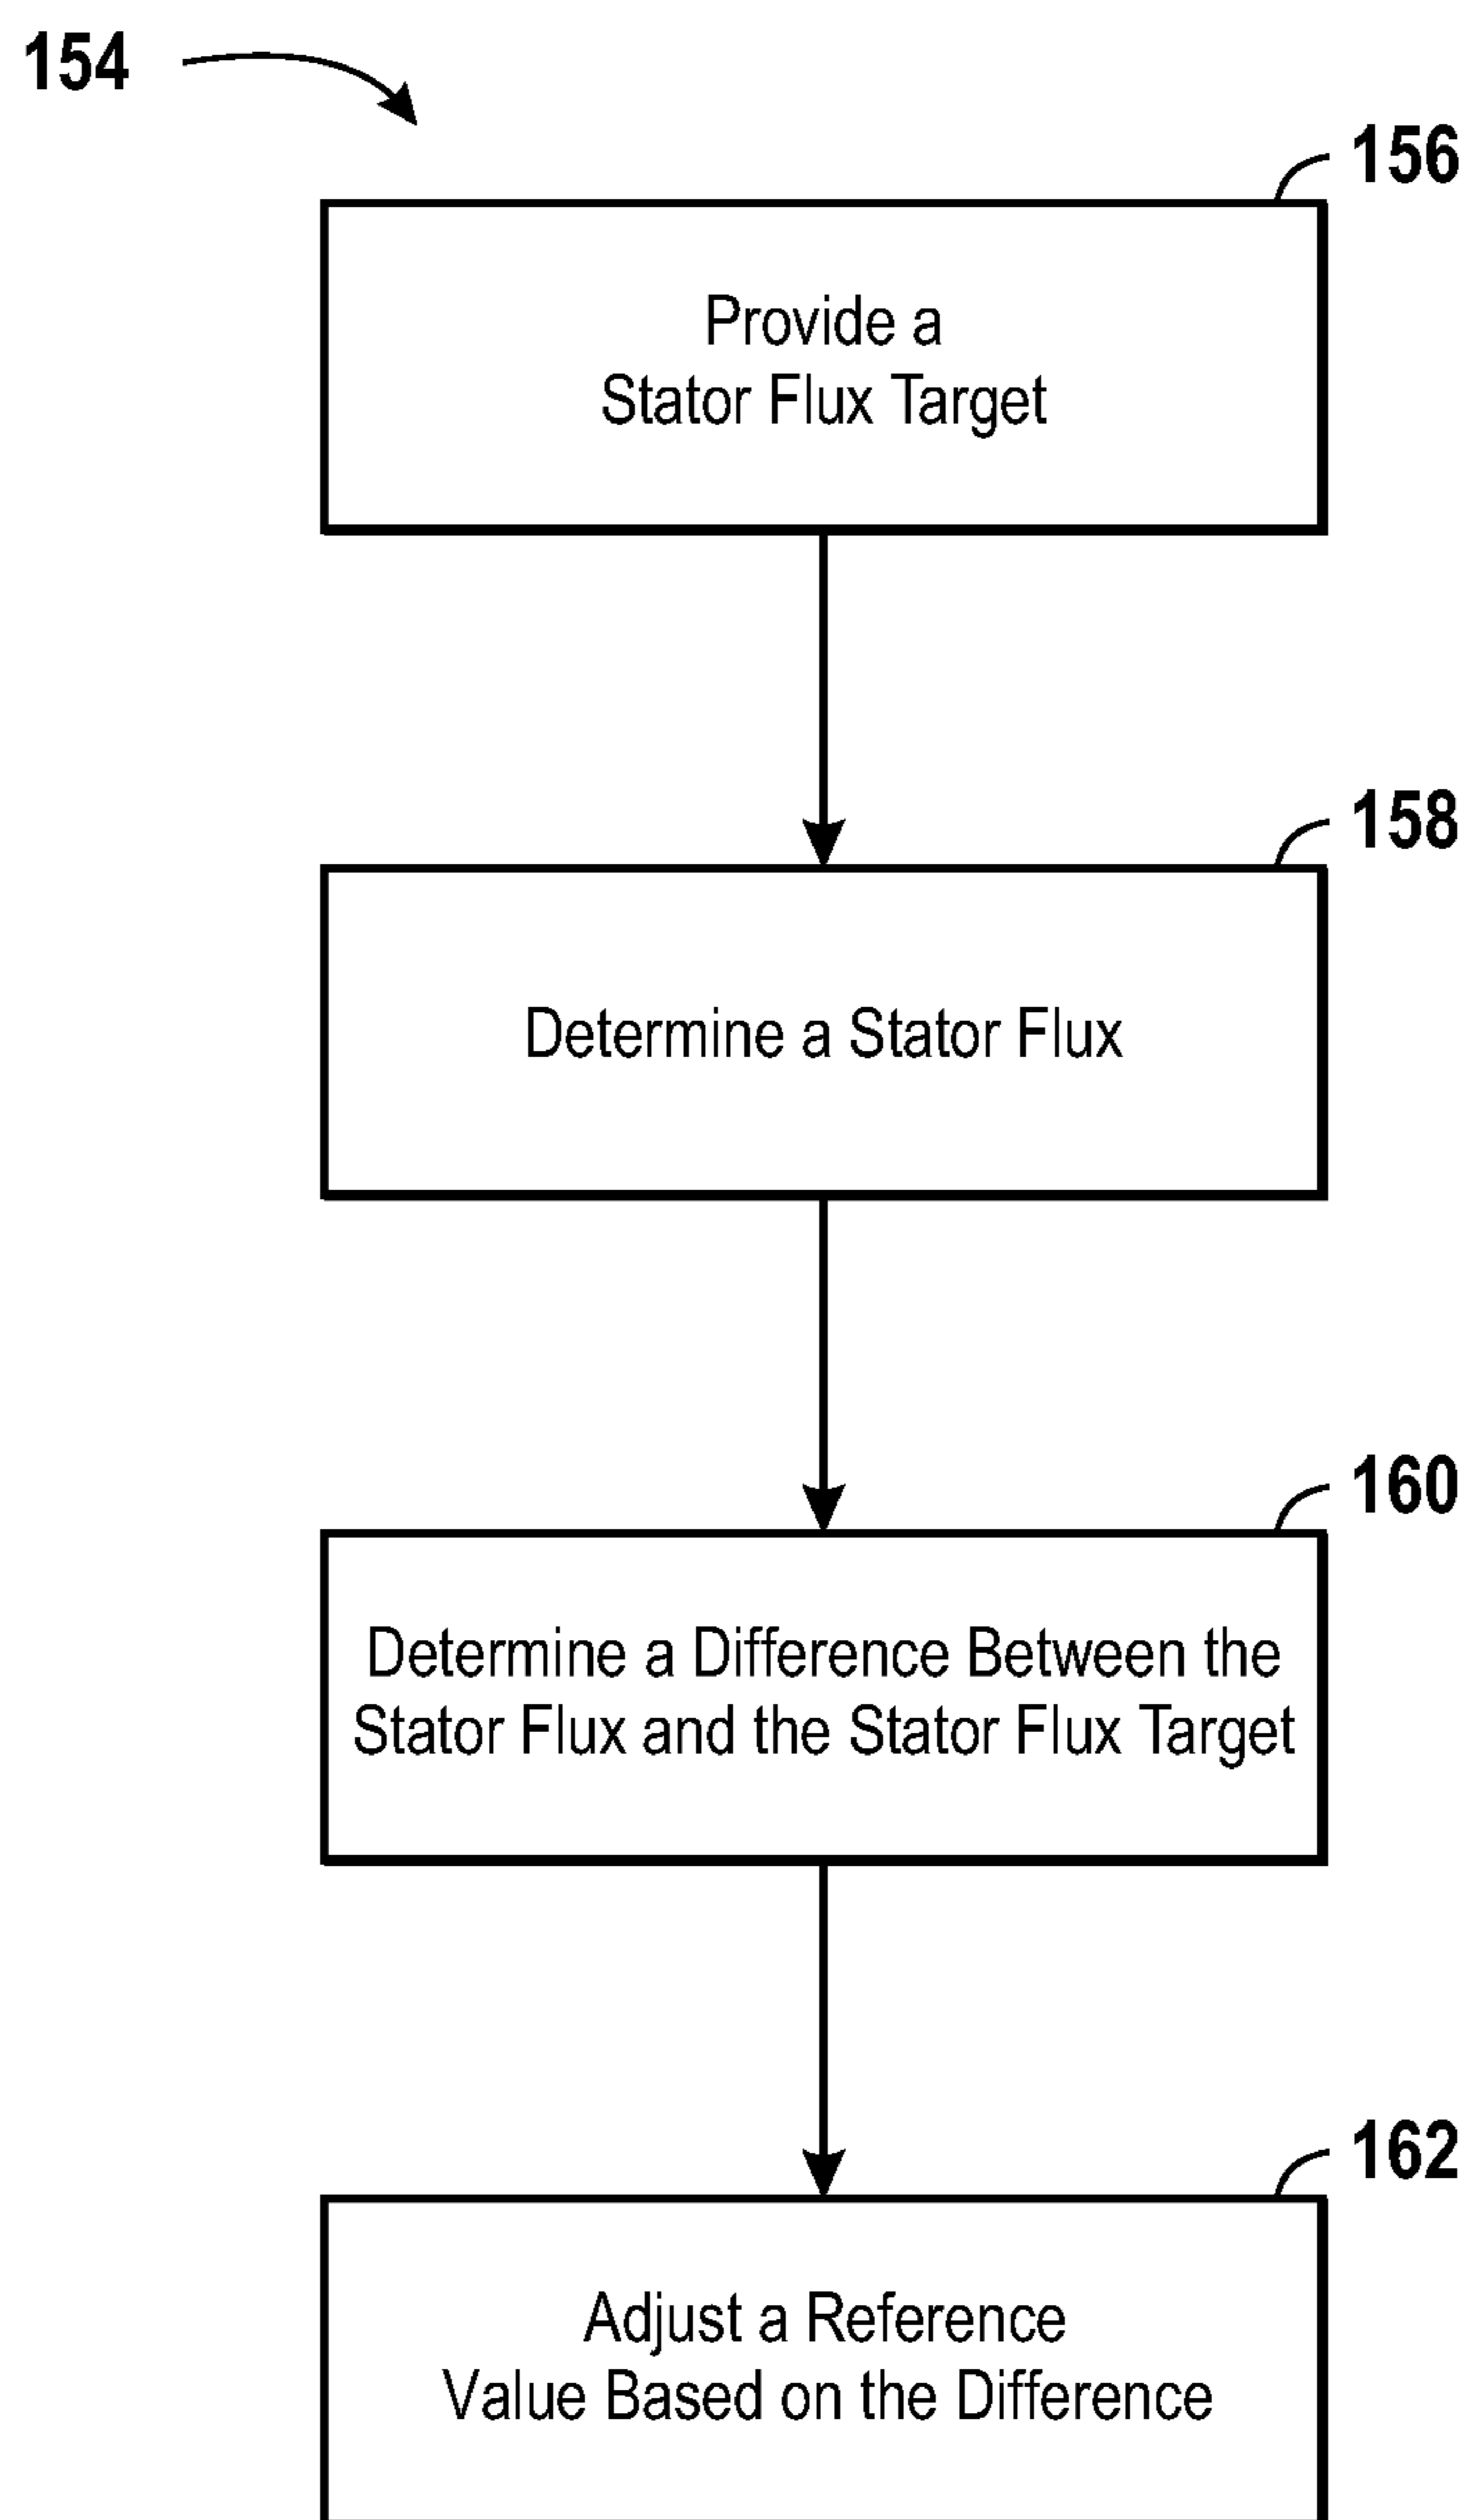 154
156
Provide a
Stator Flux Target
158
Determine a Stator Flux
160
Determine a Difference Between the
Stator Flux and the Stator Flux Target
162
Adjust a Reference
Value Based on the Difference